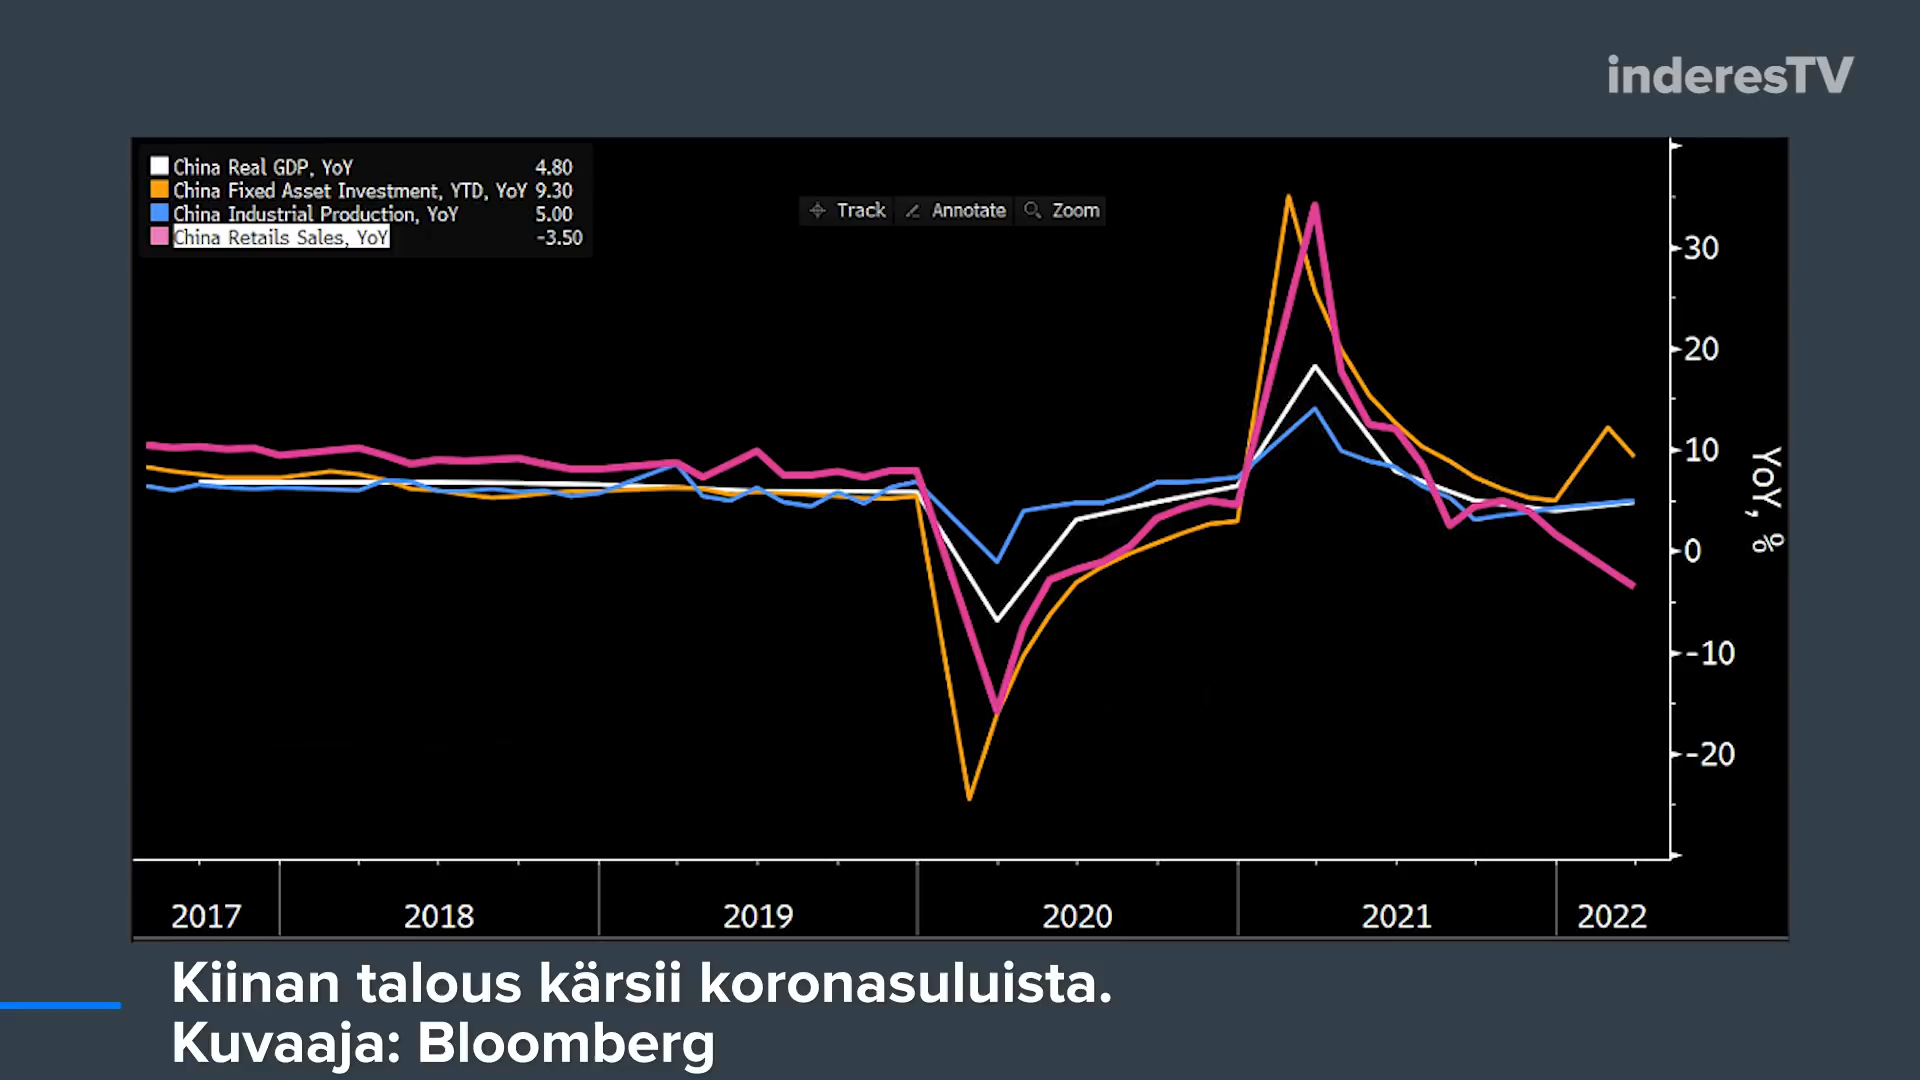 inderesTV
China Real GDP, YoY 4.80
China Fixed Asset Investment, YTD, YoY 9.30
China Industrial Production, YoY 5.00
China Retails Sales, YoY -3.50
Track Annotate Zoom
30
20
10
0
-10
-20
YoY, %
2017 2018 2019 2020 2021 2022
Kiinan talous kärsii koronasuluista.
Kuvaaja: Bloomberg